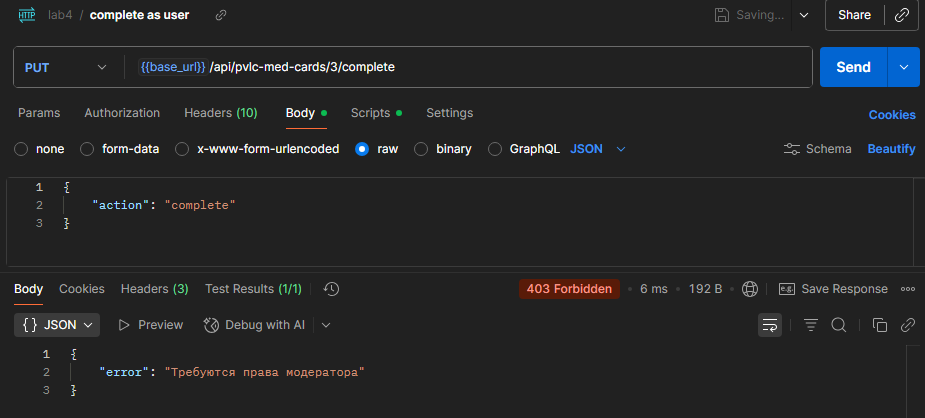 HTTP lab4 / complete as user Saving... Share
PUT {{base_url}} /api/pvlc-med-cards/3/complete Send
Params Authorization Headers (10) Body Scripts Settings Cookies
none form-data x-www-form-urlencoded raw binary GraphQL JSON Schema Beautify
1 {
2 "action": "complete"
3 }
Body Cookies Headers (3) Test Results (1/1) 403 Forbidden • 6 ms • 192 B • e.g. Save Response
{} JSON Preview Debug with AI
1 {
2 "error": "Требуются права модератора"
3 }